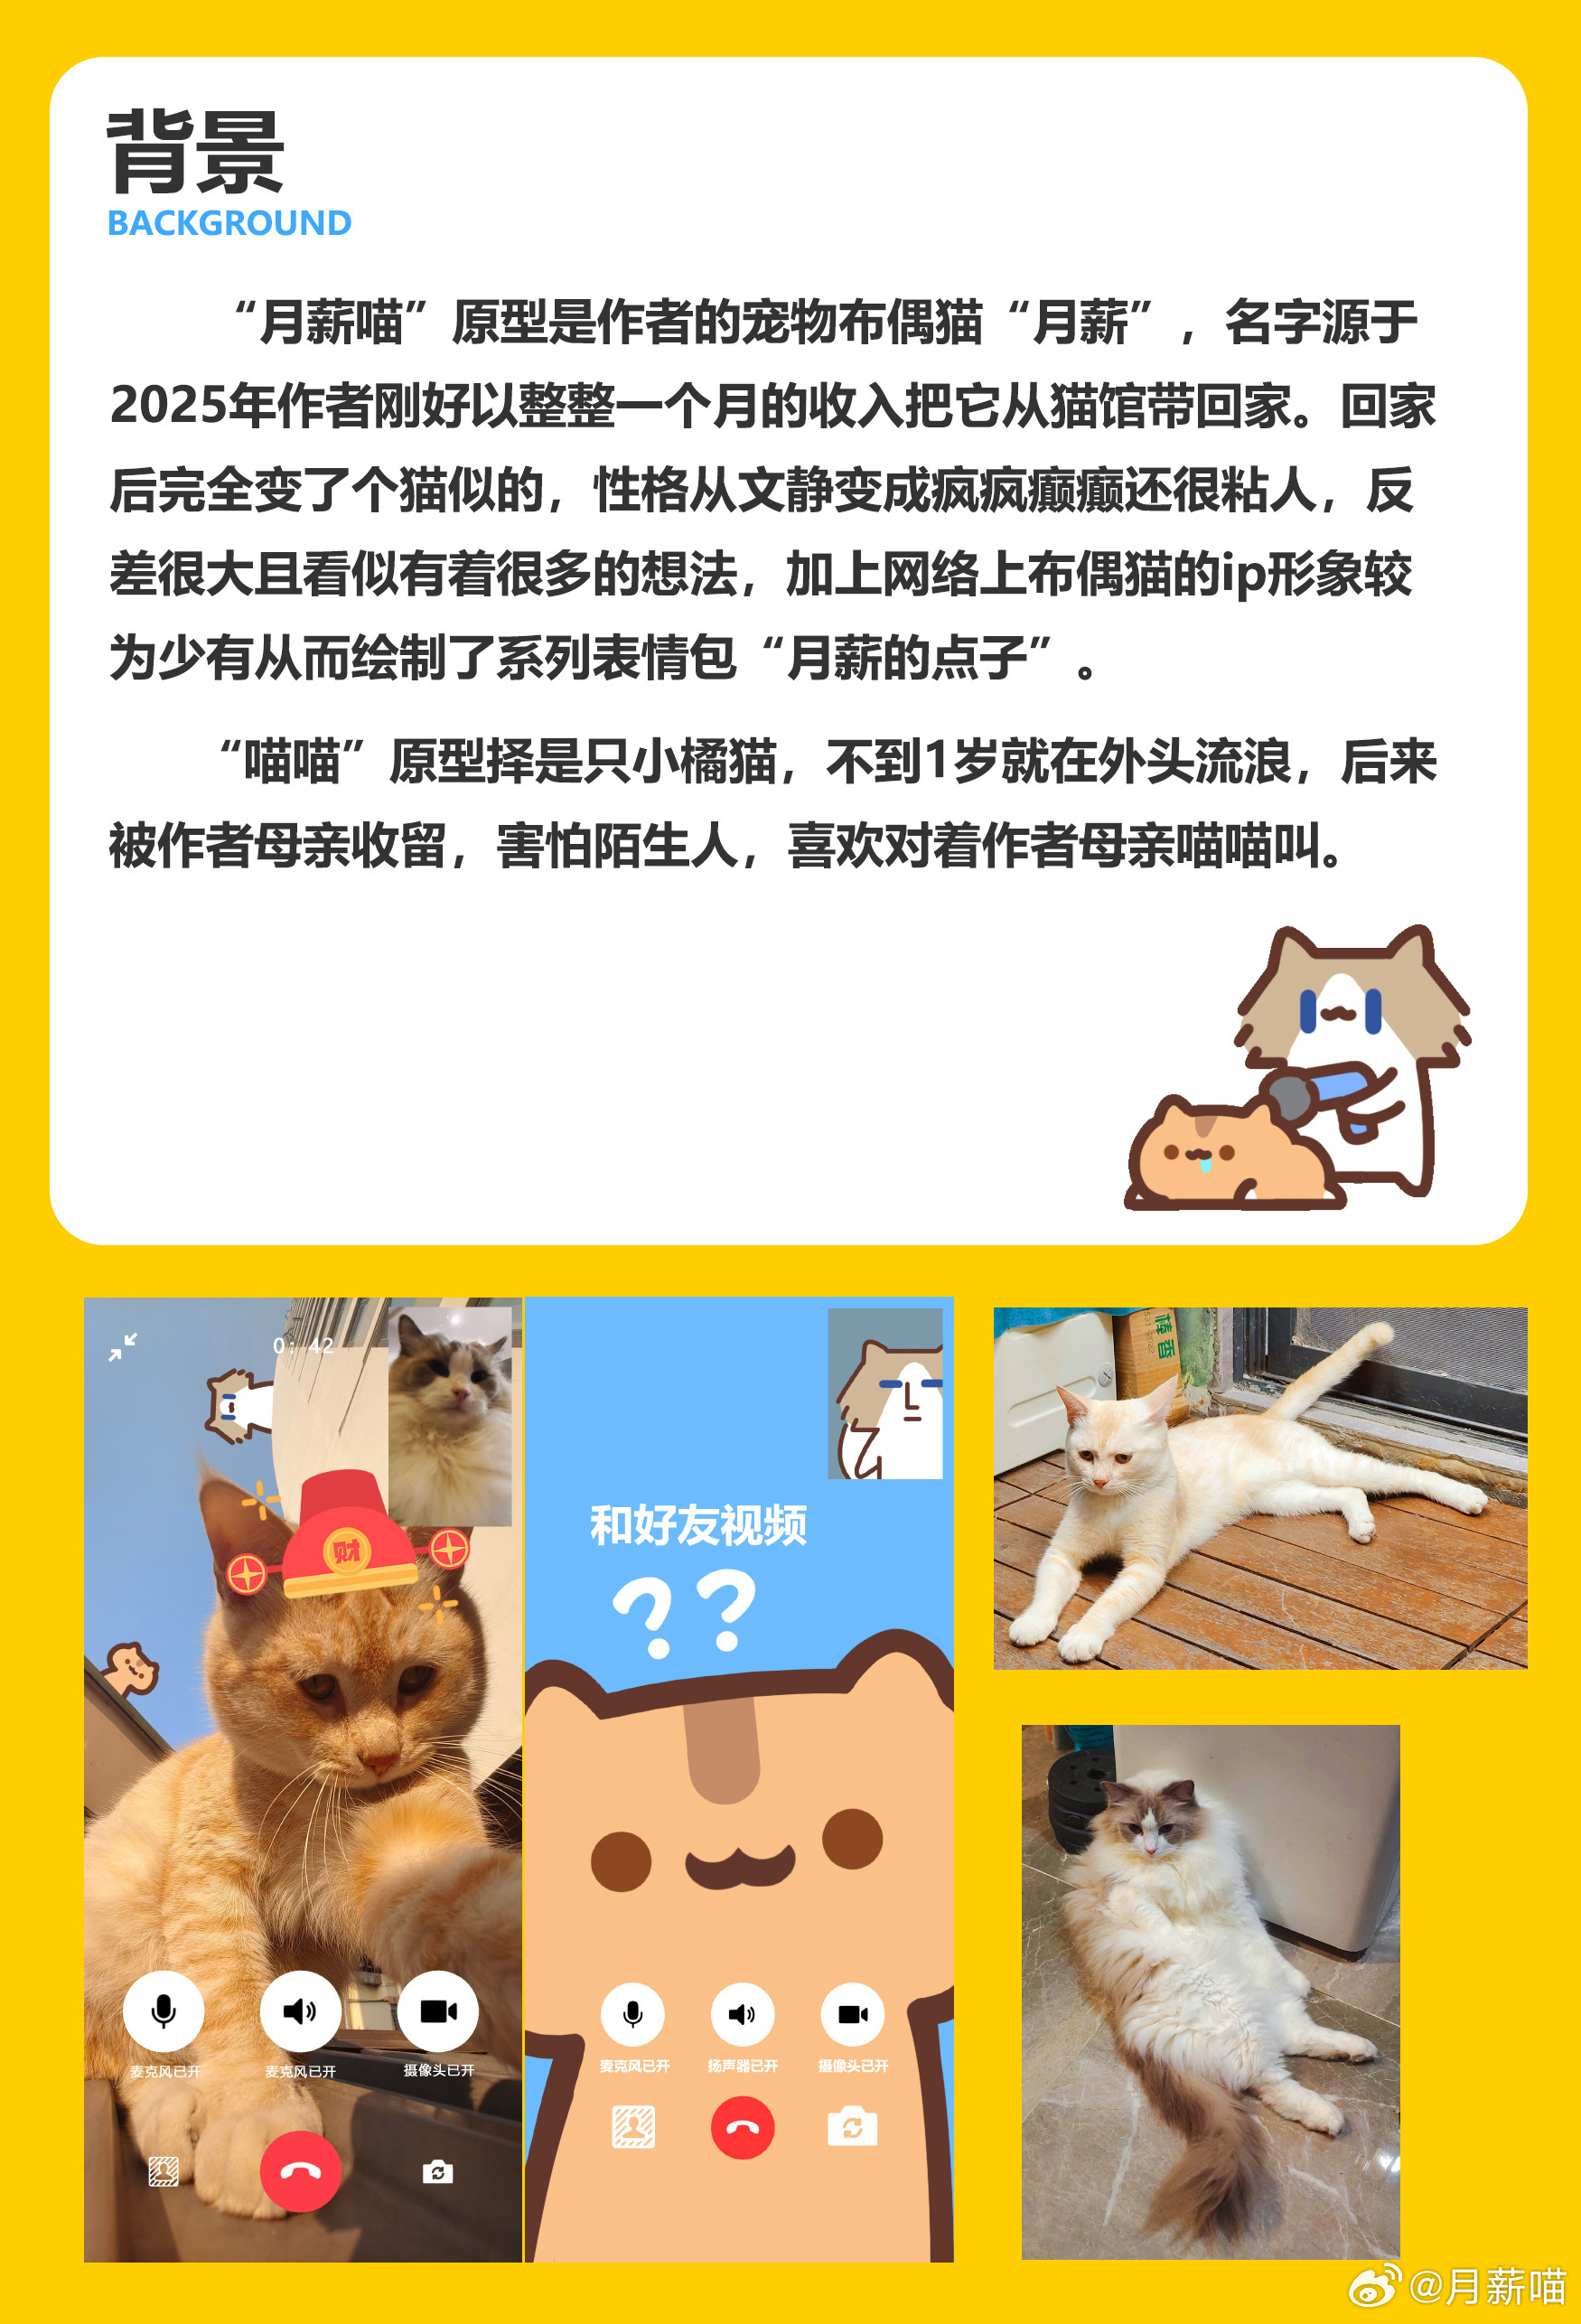 背景
BACKGROUND
“月薪喵”原型是作者的宠物布偶猫“月薪”，名字源于
2025年作者刚好以整整一个月的收入把它从猫馆带回家。回家
后完全变了个猫似的，性格从文静变成疯疯癫癫还很粘人，反
差很大且看似有着很多的想法，加上网络上布偶猫的ip形象较
为少有从而绘制了系列表情包“月薪的点子”。
“喵喵”原型择是只小橘猫，不到1岁就在外头流浪，后来
被作者母亲收留，害怕陌生人，喜欢对着作者母亲喵喵叫。
0：42
财
麦克风已开
麦克风已开
摄像头已开
和好友视频
??
麦克风已开
扬声器已开
摄像头已开
棒香
@月薪喵